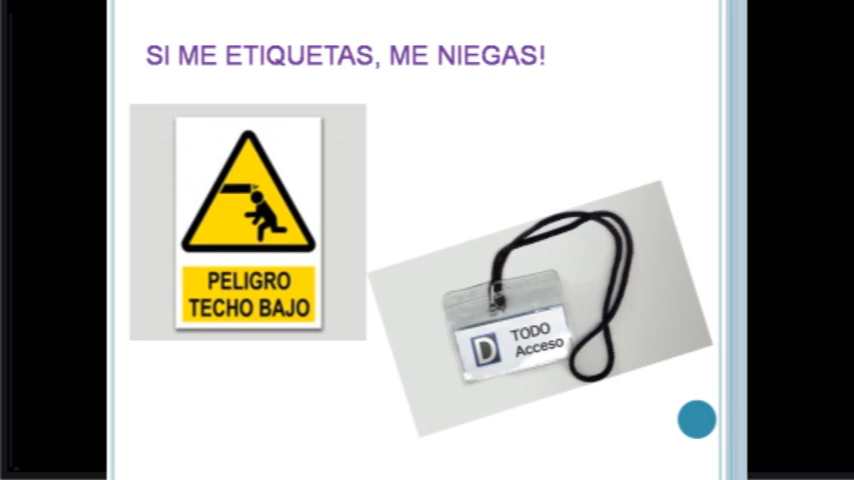 SI ME ETIQUETAS, ME NIEGAS!
PELIGRO
TECHO BAJO
D
TODO
Acceso